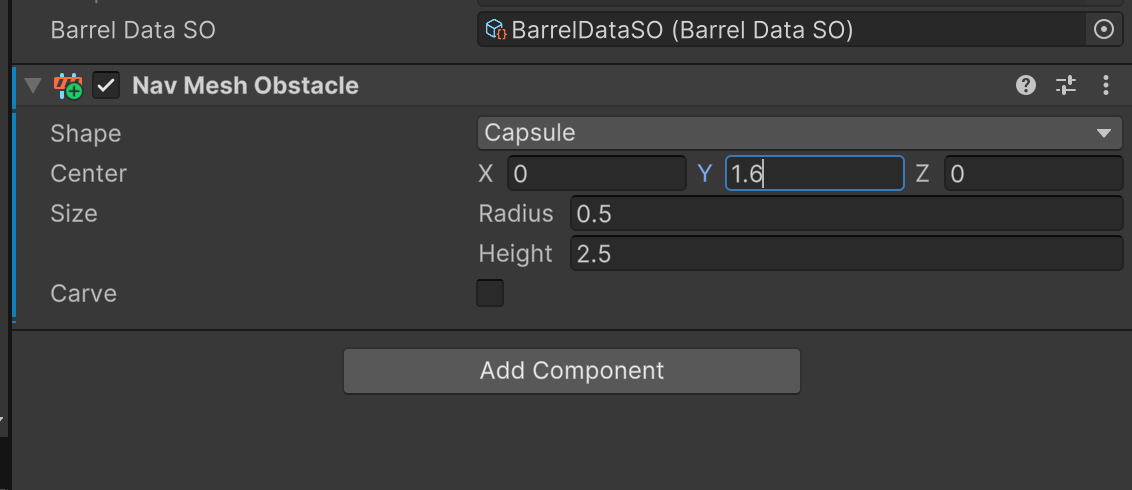 Barrel Data SO BarrelDataSO (Barrel Data SO)
Nav Mesh Obstacle
Shape Capsule
Center X 0 Y 1.6 Z 0
Size Radius 0.5
Height 2.5
Carve
Add Component